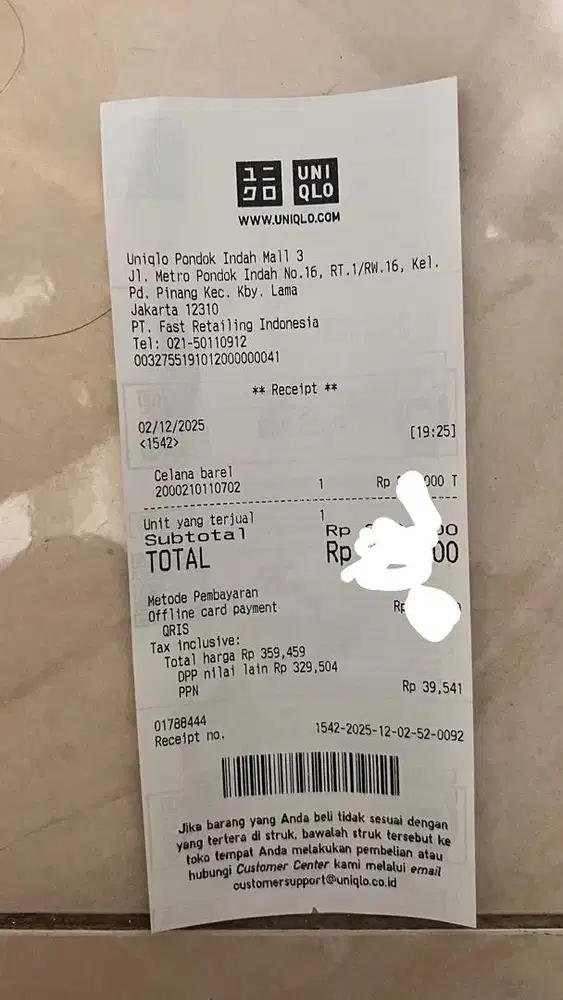 ユニ UNI
クロ QLO
WWW.UNIQLO.COM
Uniqlo Pondok Indah Mall 3
Jl. Metro Pondok Indah No.16, RT.1/RW.16, Kel.
Pd. Pinang Kec. Kby. Lama
Jakarta 12310
PT. Fast Retailing Indonesia
Tel: 021-50110912
0032755191012000000041
** Receipt **
02/12/2025
<1542> [19:25]
Celana barel
2000210110702 1 Rp 000 T
Unit yang terjual 1
Subtotal Rp 00
TOTAL Rp 00
Metode Pembayaran
Offline card payment Rp
QRIS
Tax inclusive:
Total harga Rp 359,459
DPP nilai lain Rp 329,504
PPN Rp 39,541
01788444
Receipt no. 1542-2025-12-02-52-0092
Jika barang yang Anda beli tidak sesuai dengan
yang tertera di struk, bawalah struk tersebut ke
toko tempat Anda melakukan pembelian atau
hubungi Customer Center kami melalui email
customersupport@uniqlo.co.id